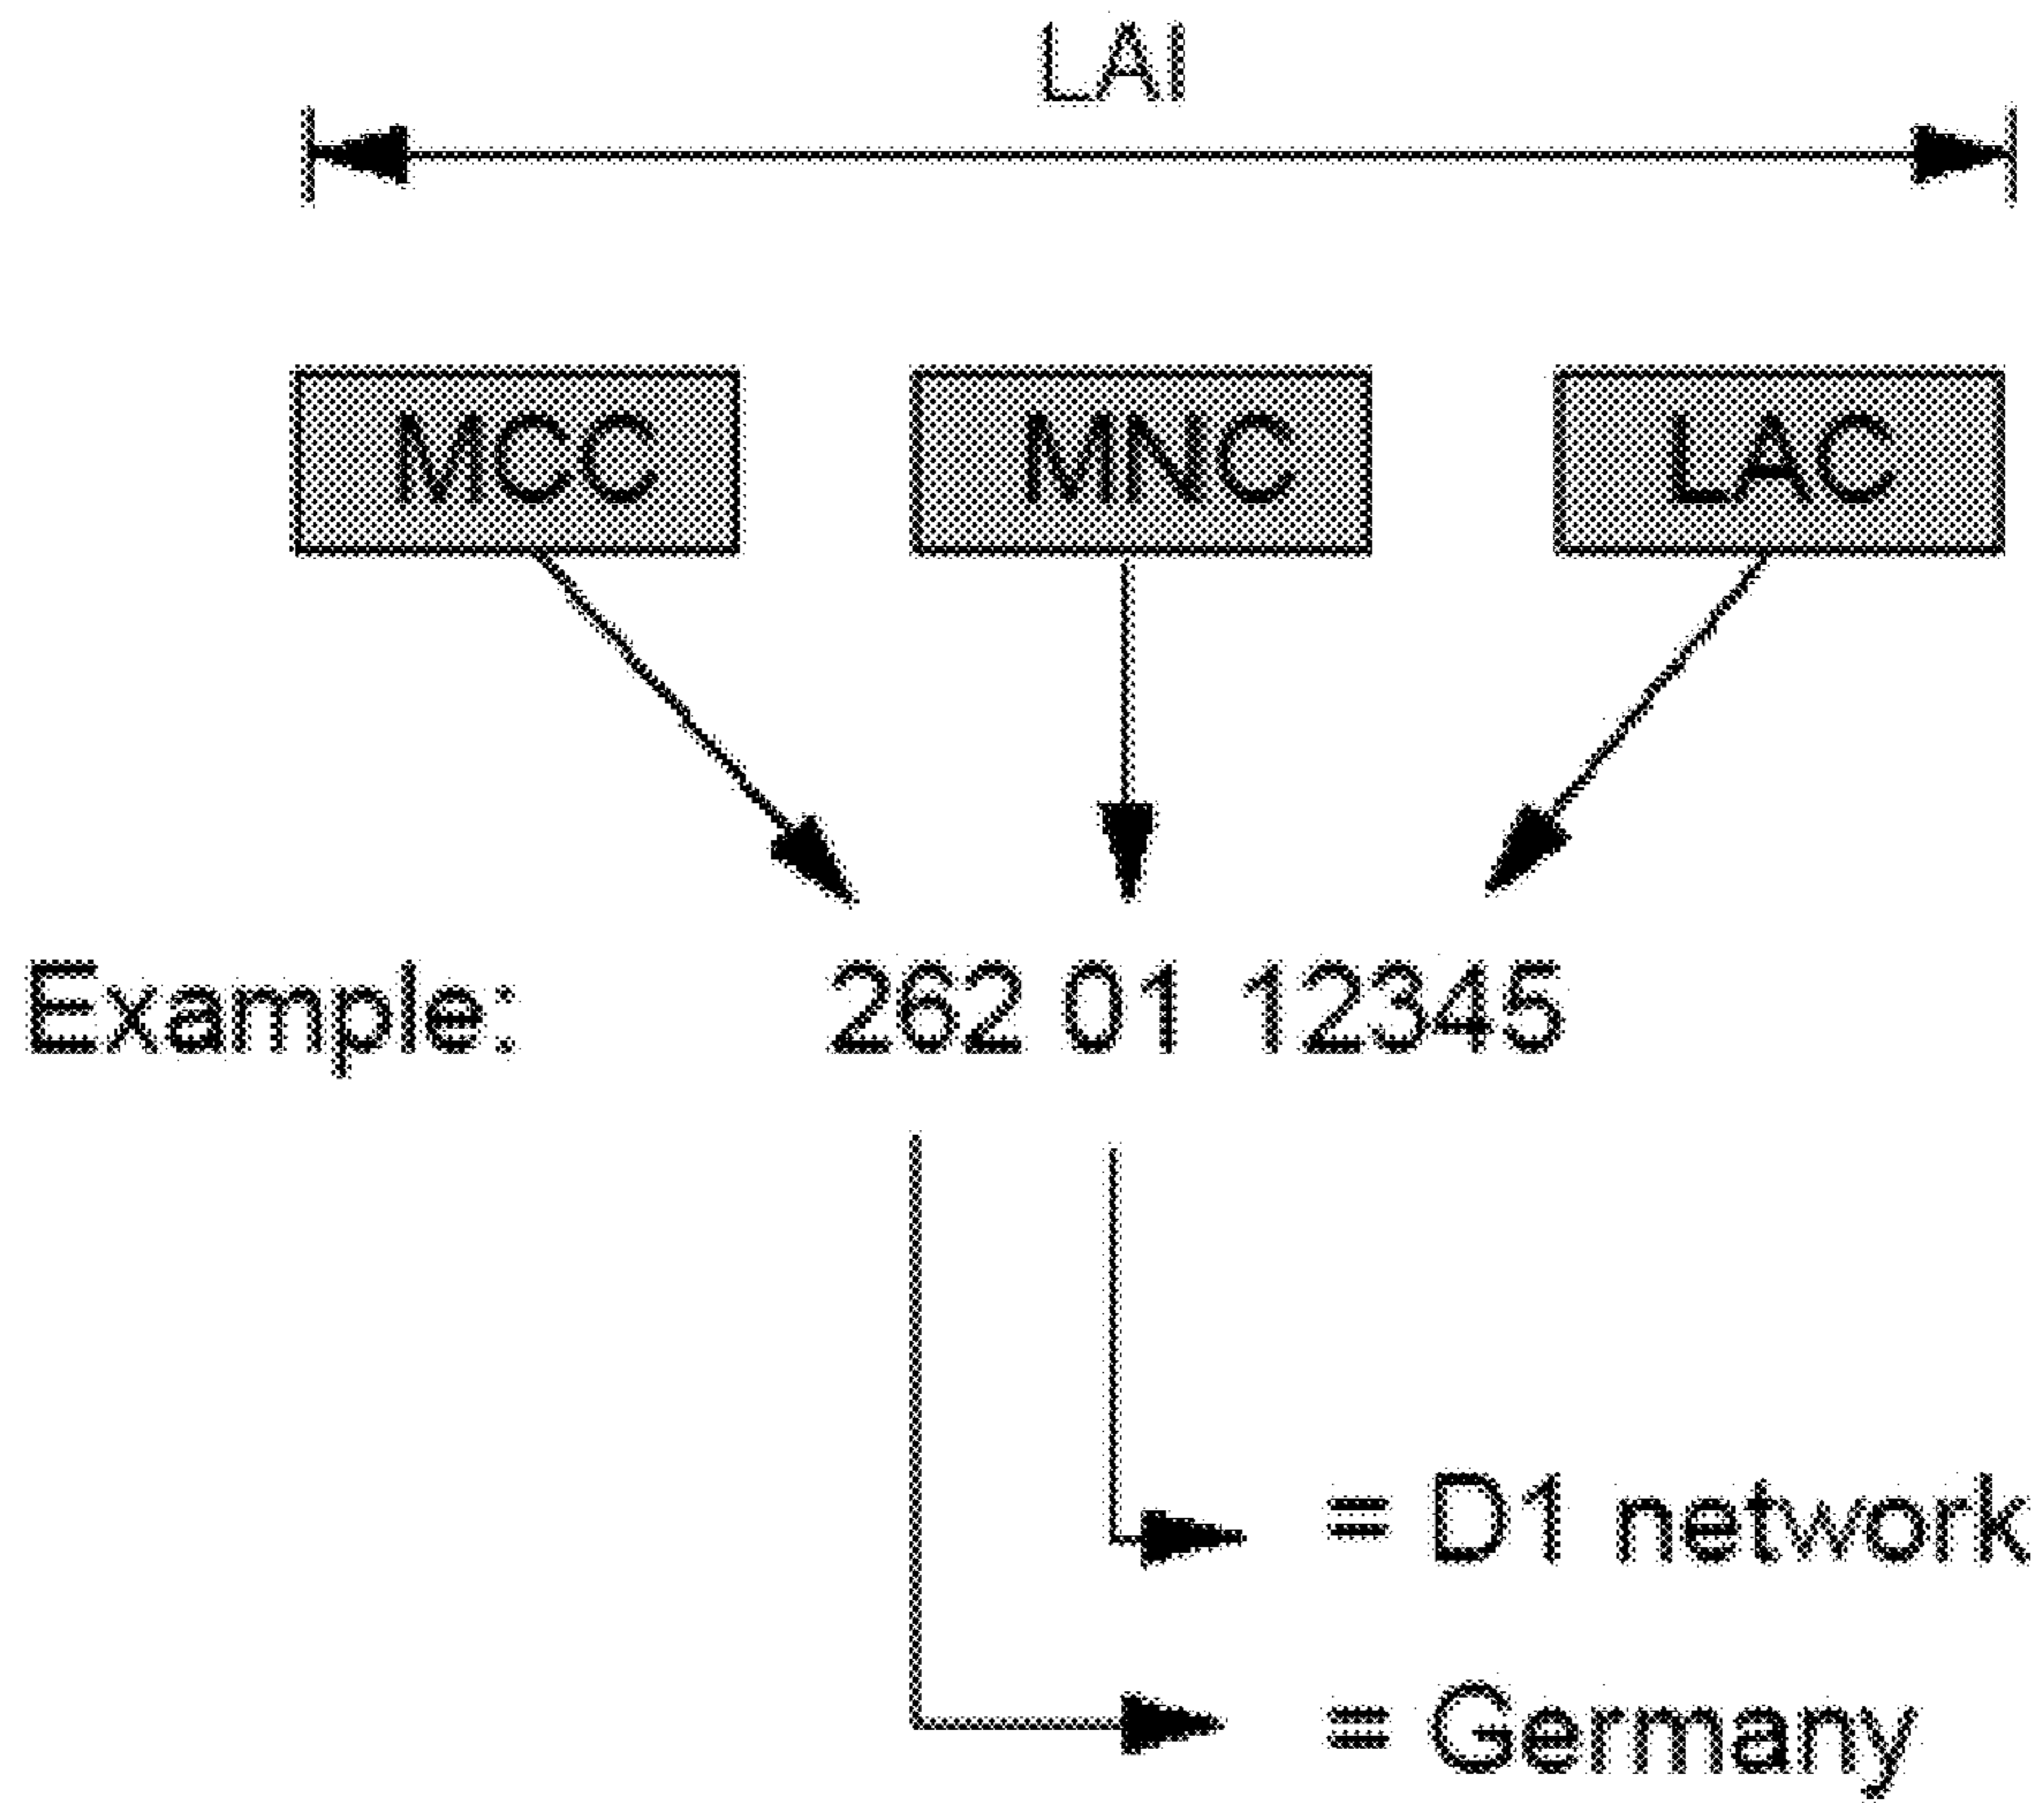 LAI
MCC MNC LAC
Example: 262 01 12345
= D1 network
= Germany